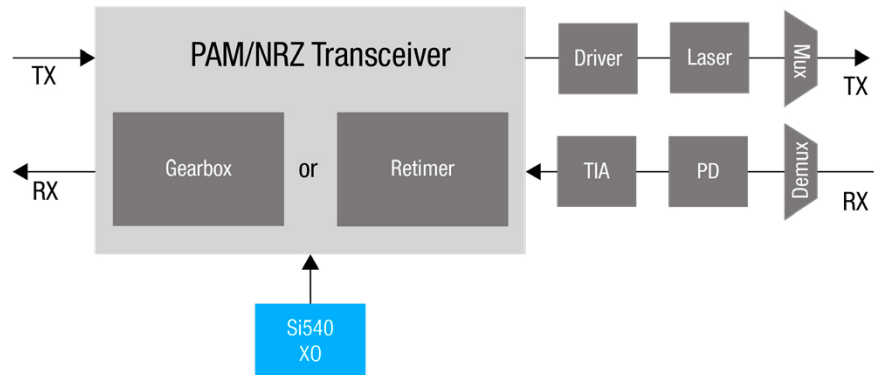 PAM/NRZ Transceiver
TX
Driver
Laser
Mux
TX
Gearbox
or
Retimer
RX
TIA
PD
Demux
RX
Si540
XO